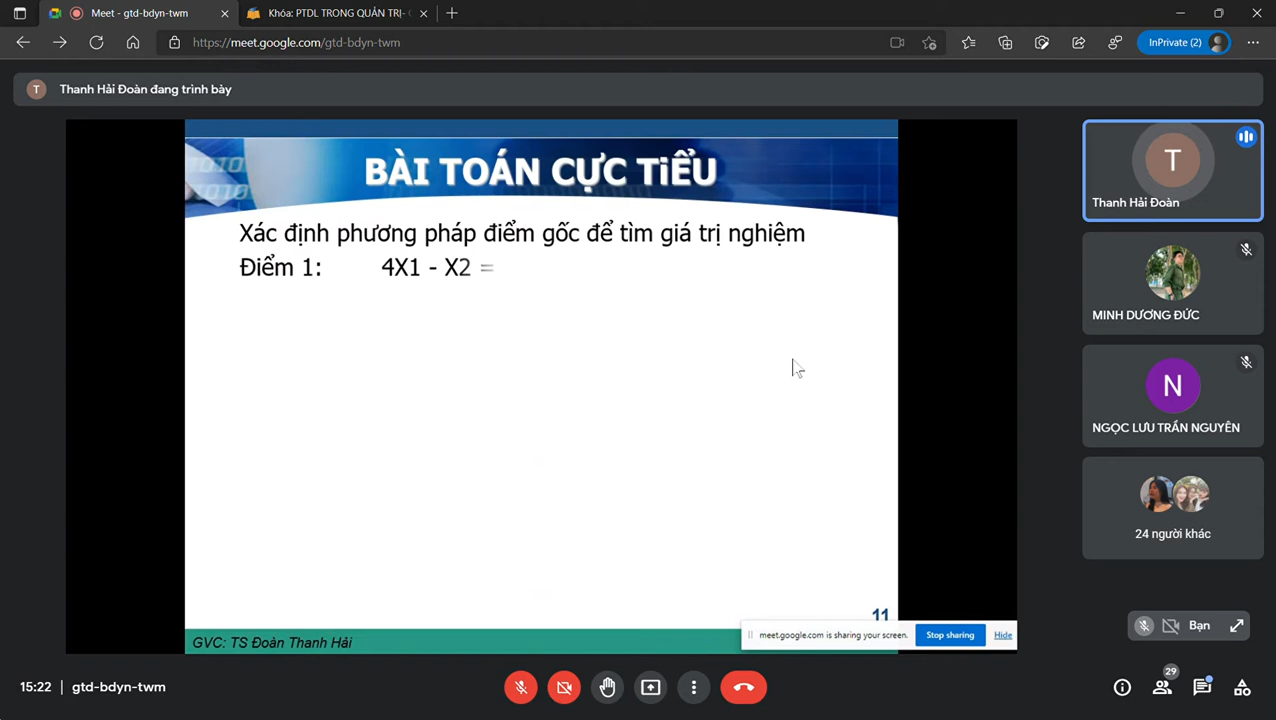 Meet - gtd-bdyn-twm
Khóa: PTDL TRONG QUẢN TRỊ-
https://meet.google.com/gtd-bdyn-twm
InPrivate (2)
T
Thanh Hải Đoàn đang trình bày
BÀI TOÁN CỰC TiỂU
Xác định phương pháp điểm gốc để tìm giá trị nghiệm
Điểm 1: 4X1 - X2 =
11
GVC: TS Đoàn Thanh Hải
meet.google.com is sharing your screen.
Stop sharing
Hide
T
Thanh Hải Đoàn
MINH DƯƠNG ĐỨC
N
NGỌC LƯU TRẦN NGUYÊN
24 người khác
Bạn
15:22 | gtd-bdyn-twm
29